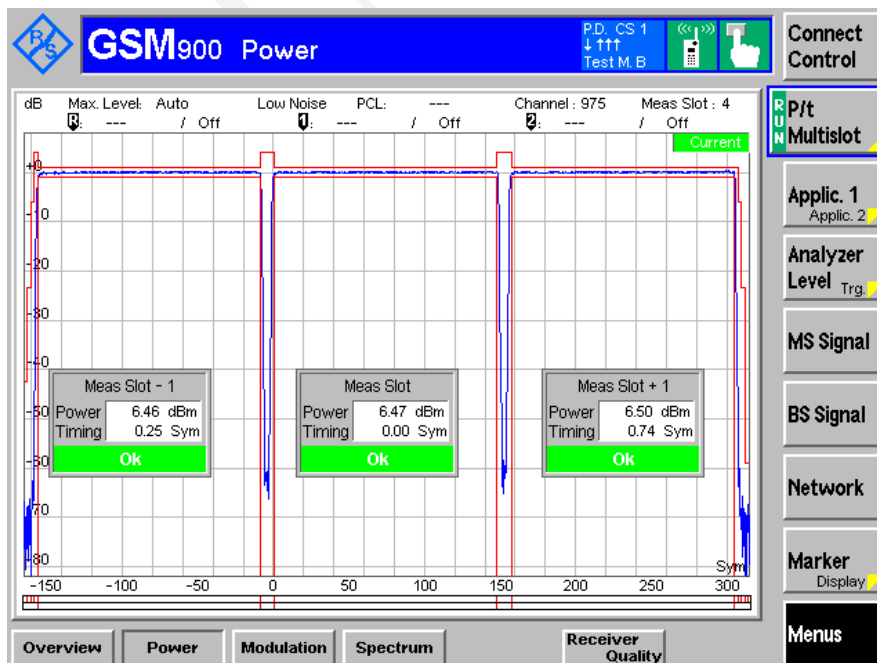 R&S
GSM900 Power
P.D. CS 1
↓ ↑↑↑
Test M. B
Connect
Control
dB Max. Level: Auto Low Noise PCL: --- Channel : 975 Meas Slot : 4
R: --- / Off 1: --- / Off 2: --- / Off
Current
RUN
P/t
Multislot
Applic. 1
Applic. 2
Analyzer
Level Trg.
MS Signal
BS Signal
Network
Marker
Display
Menus
+0
-10
-20
-30
-40
-50
-60
-70
-80
Meas Slot - 1
Power 6.46 dBm
Timing 0.25 Sym
Ok
Meas Slot
Power 6.47 dBm
Timing 0.00 Sym
Ok
Meas Slot + 1
Power 6.50 dBm
Timing 0.74 Sym
Ok
Sym
-150 -100 -50 0 50 100 150 200 250 300
Overview Power Modulation Spectrum Receiver Quality